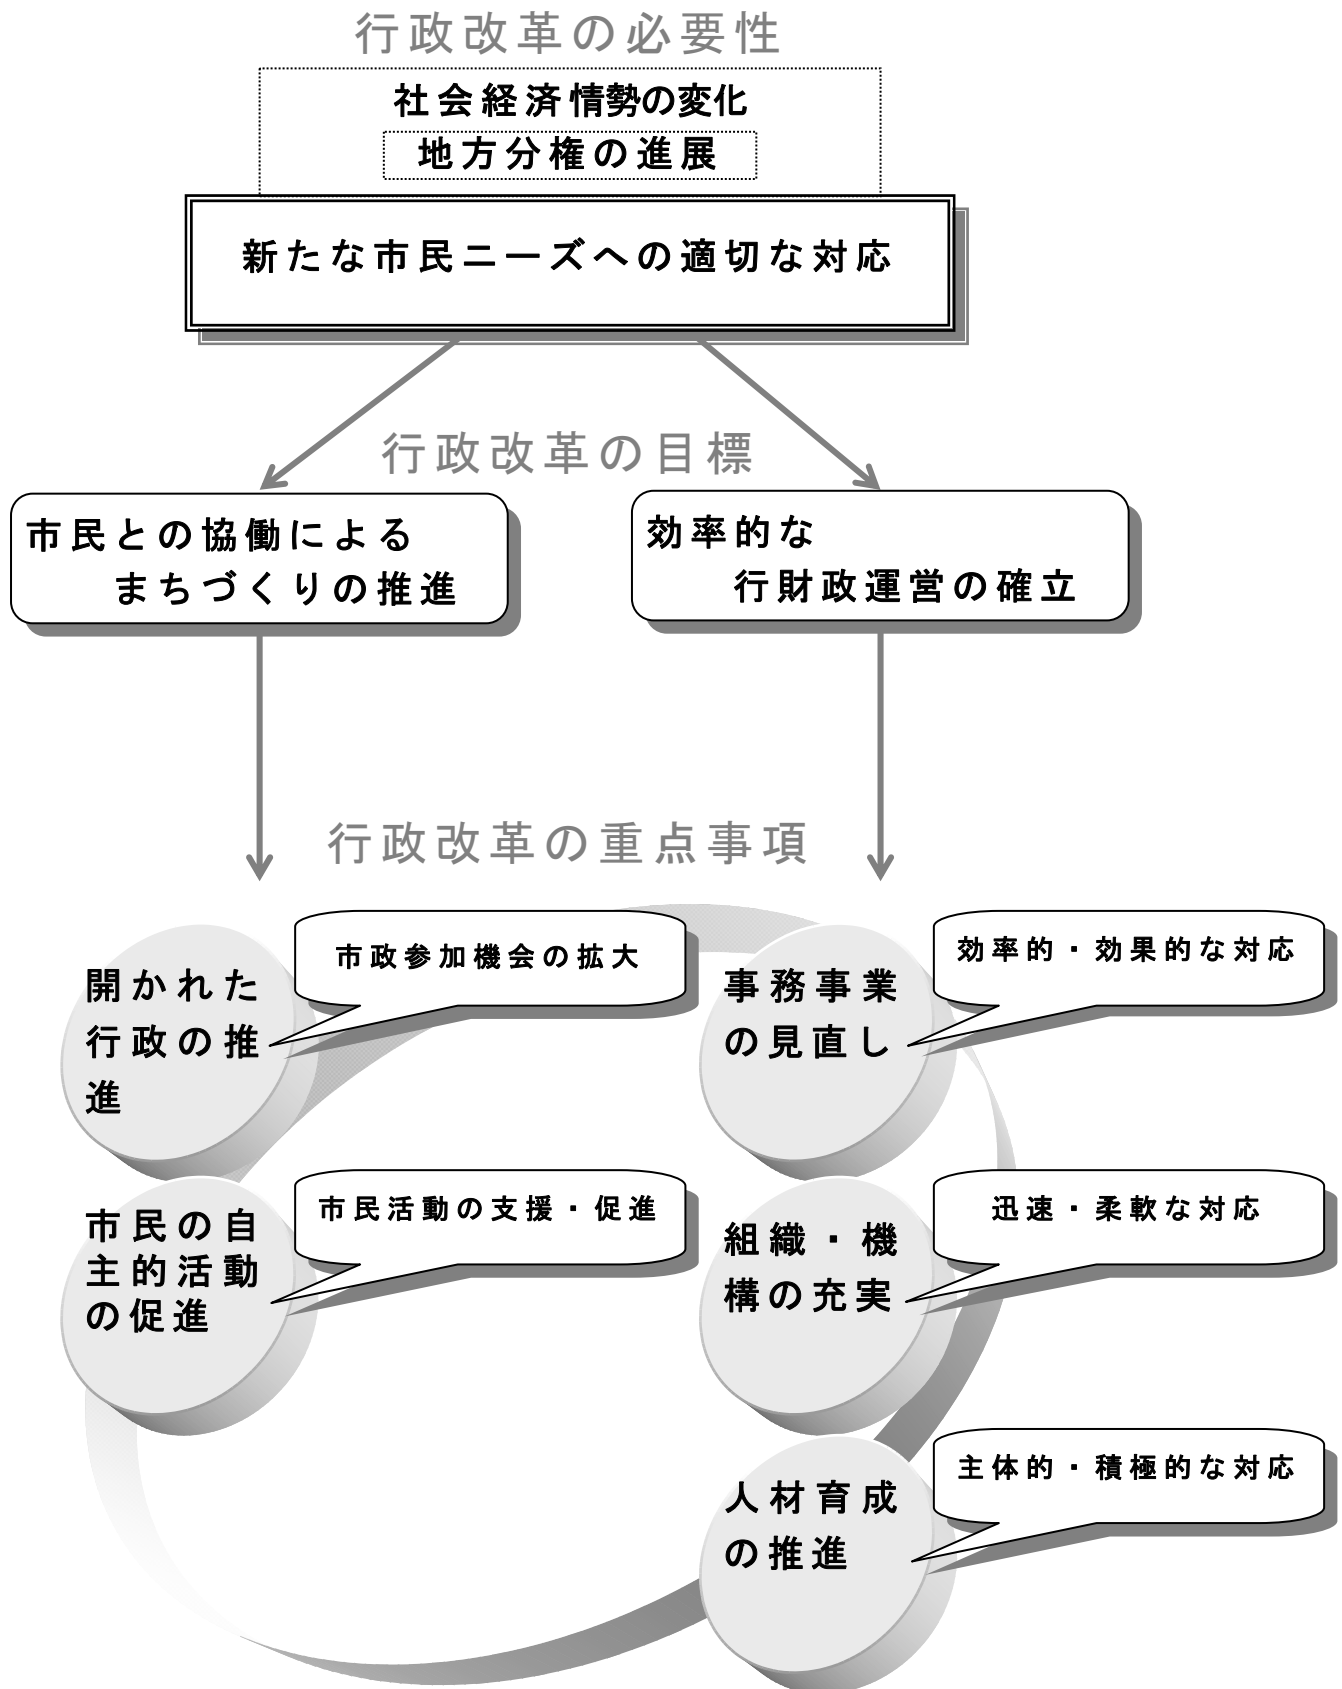 行政改革の必要性
社会経済情勢の変化
地方分権の進展
新たな市民ニーズへの適切な対応
行政改革の目標
市民との協働による
まちづくりの推進
効率的な
行財政運営の確立
行政改革の重点事項
開かれた
行政の推
進
市政参加機会の拡大
事務事業
の見直し
効率的・効果的な対応
市民の自
主的活動
の促進
市民活動の支援・促進
組織・機
構の充実
迅速・柔軟な対応
人材育成
の推進
主体的・積極的な対応